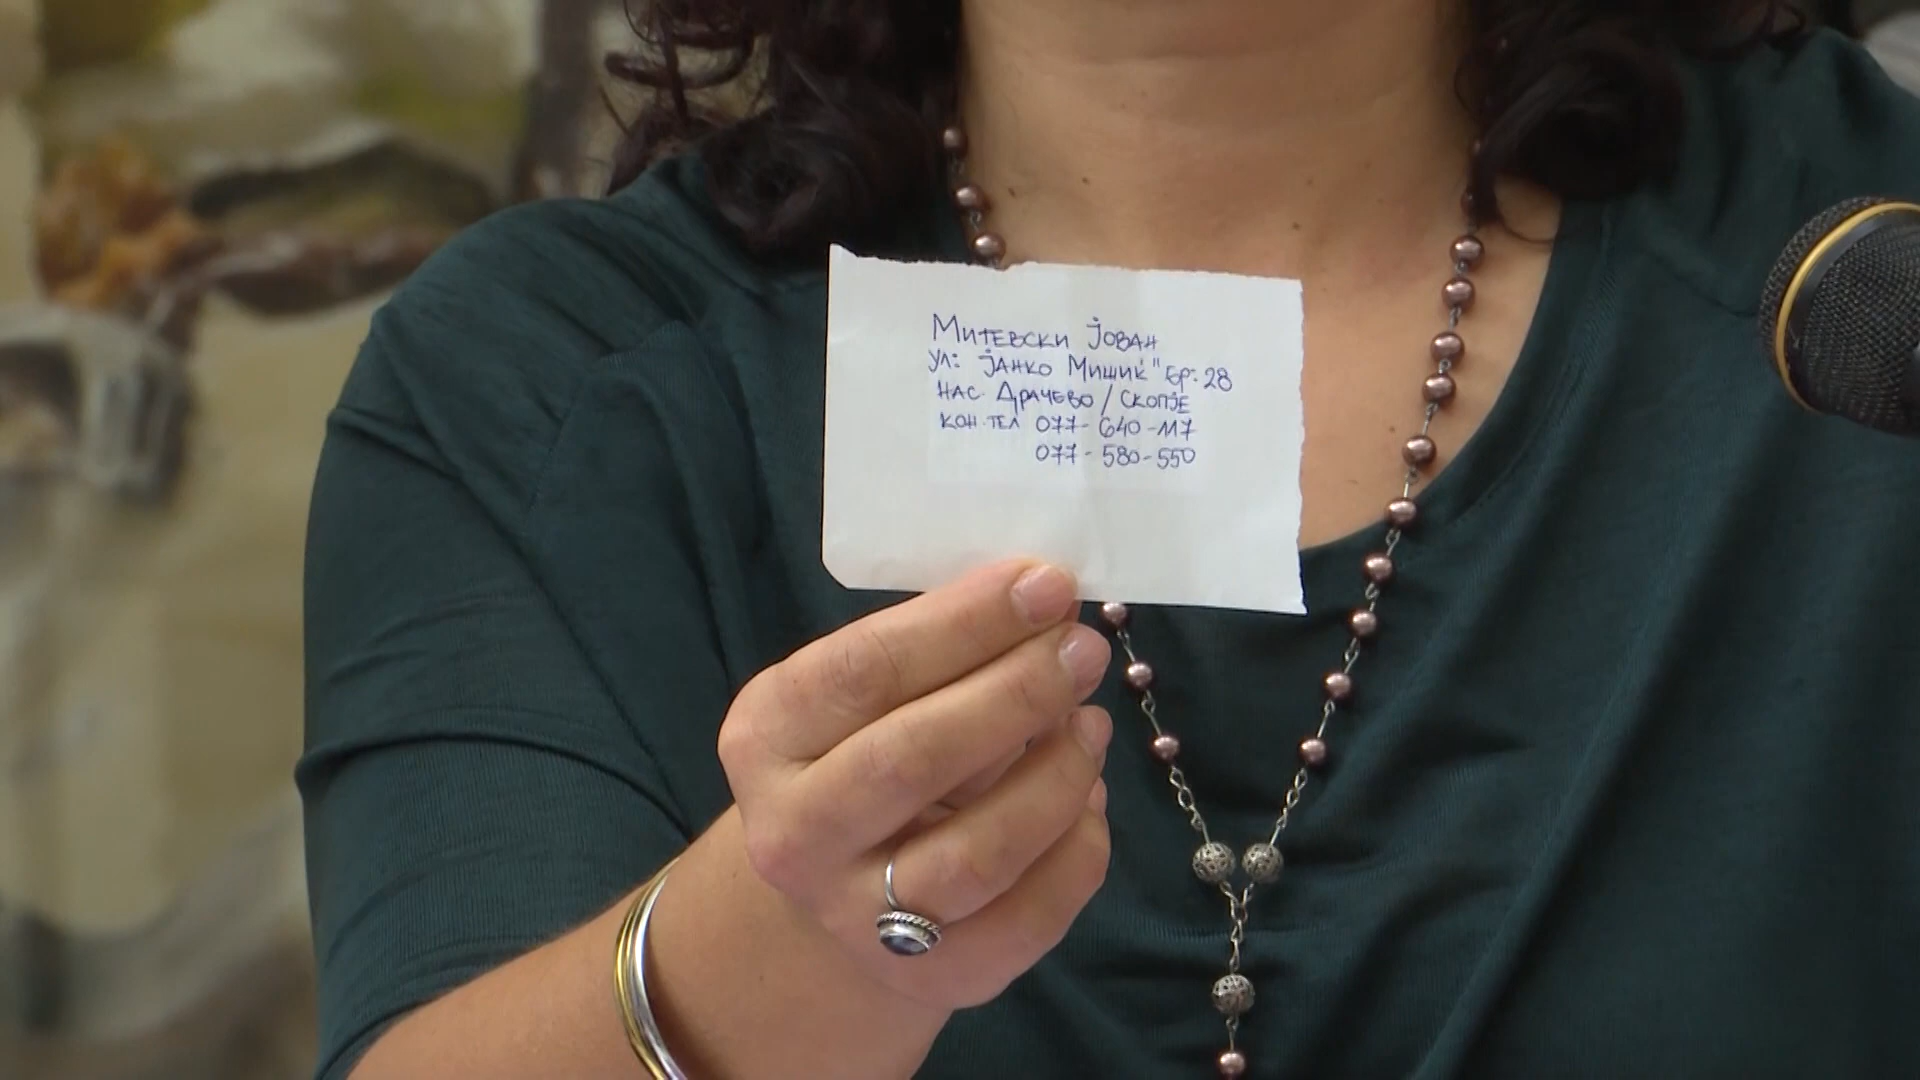 Митевски Јован
ул: "Јанко Мишиќ" бр: 28
нас. Драчево / Скопје
кон. тел 077-640-117
077-580-550